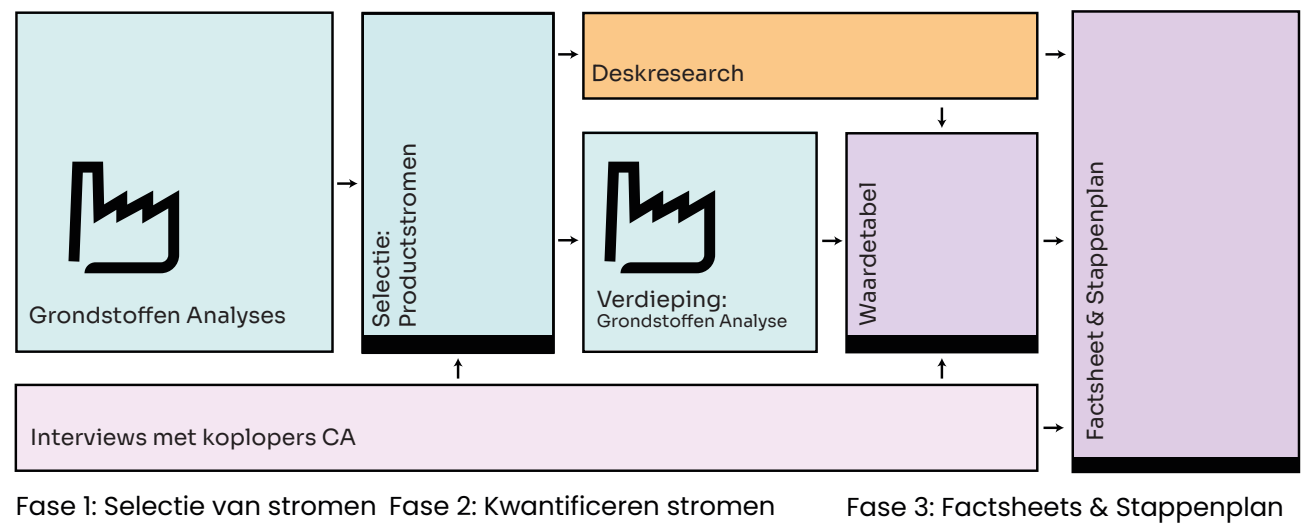 Grondstoffen Analyses
Selectie:
Productstromen
Deskresearch
Verdieping:
Grondstoffen Analyse
Waardetabel
Factsheet & Stappenplan
Interviews met koplopers CA
Fase 1: Selectie van stromen
Fase 2: Kwantificeren stromen
Fase 3: Factsheets & Stappenplan